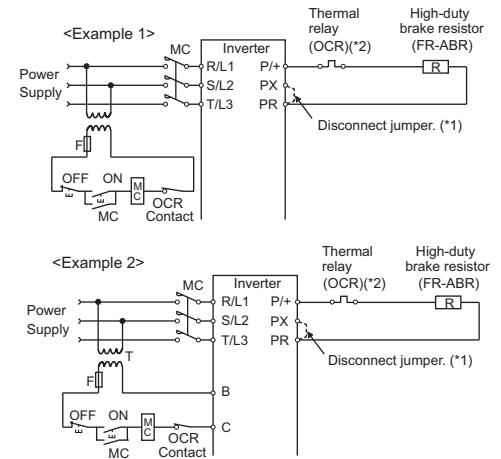 <Example 1>
Power
Supply
MC
Inverter
R/L1
S/L2
T/L3
P/+
PX
PR
Thermal
relay
(OCR)(*2)
High-duty
brake resistor
(FR-ABR)
R
Disconnect jumper. (*1)
F
OFF
ON
MC
MC
OCR
Contact
<Example 2>
Power
Supply
MC
Inverter
R/L1
S/L2
T/L3
P/+
PX
PR
Thermal
relay
(OCR)(*2)
High-duty
brake resistor
(FR-ABR)
R
Disconnect jumper. (*1)
T
F
B
C
OFF
ON
MC
MC
OCR
Contact